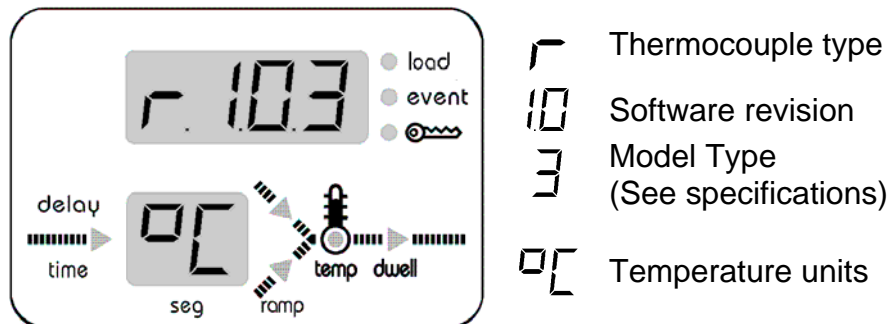 r.1.0.3
load
event
delay
time
°C
seg
ramp
temp
dwell
r Thermocouple type
1.0 Software revision
3 Model Type
(See specifications)
°C Temperature units